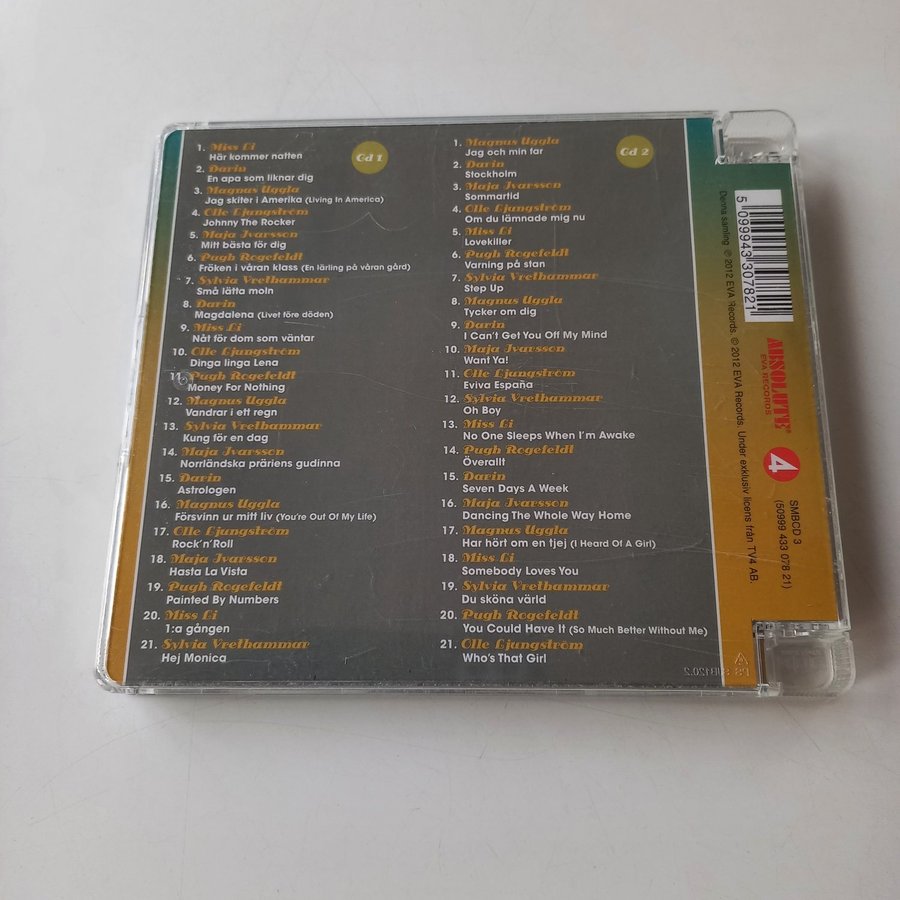 Cd 1
1. Miss Li
Här kommer natten
2. Darin
En apa som liknar dig
3. Magnus Uggla
Jag skiter i Amerika (Living In America)
4. Olle Ljungström
Johnny The Rocker
5. Maja Ivarsson
Mitt bästa för dig
6. Pugh Rogefeldt
Fröken i våran klass (En lärling på våran gård)
7. Sylvia Vrethammar
Små lätta moln
8. Darin
Magdalena (Livet före döden)
9. Miss Li
Nåt för dom som väntar
10. Olle Ljungström
Dinga linga Lena
11. Pugh Rogefeldt
Money For Nothing
12. Magnus Uggla
Vandrar i ett regn
13. Sylvia Vrethammar
Kung för en dag
14. Maja Ivarsson
Norrländska präriens gudinna
15. Darin
Astrologen
16. Magnus Uggla
Försvinn ur mitt liv (You're Out Of My Life)
17. Olle Ljungström
Rock'n'Roll
18. Maja Ivarsson
Hasta La Vista
19. Pugh Rogefeldt
Painted By Numbers
20. Miss Li
1:a gången
21. Sylvia Vrethammar
Hej Monica
Cd 2
1. Magnus Uggla
Jag och min far
2. Darin
Stockholm
3. Maja Ivarsson
Sommartid
4. Olle Ljungström
Om du lämnade mig nu
5. Miss Li
Lovekiller
6. Pugh Rogefeldt
Varning på stan
7. Sylvia Vrethammar
Step Up
8. Magnus Uggla
Tycker om dig
9. Darin
I Can't Get You Off My Mind
10. Maja Ivarsson
Want Ya!
11. Olle Ljungström
Eviva España
12. Sylvia Vrethammar
Oh Boy
13. Miss Li
No One Sleeps When I'm Awake
14. Pugh Rogefeldt
Överallt
15. Darin
Seven Days A Week
16. Maja Ivarsson
Dancing The Whole Way Home
17. Magnus Uggla
Har hört om en tjej (I Heard Of A Girl)
18. Miss Li
Somebody Loves You
19. Sylvia Vrethammar
Du sköna värld
20. Pugh Rogefeldt
You Could Have It (So Much Better Without Me)
21. Olle Ljungström
Who's That Girl
5 099943 307821
ABSOLUTE®
EVA RECORDS
4
SMBCD 3
(50999 433 078 21)
Denna samling ℗ 2012 EVA Records. © 2012 EVA Records. Under exklusiv licens från TV4 AB.